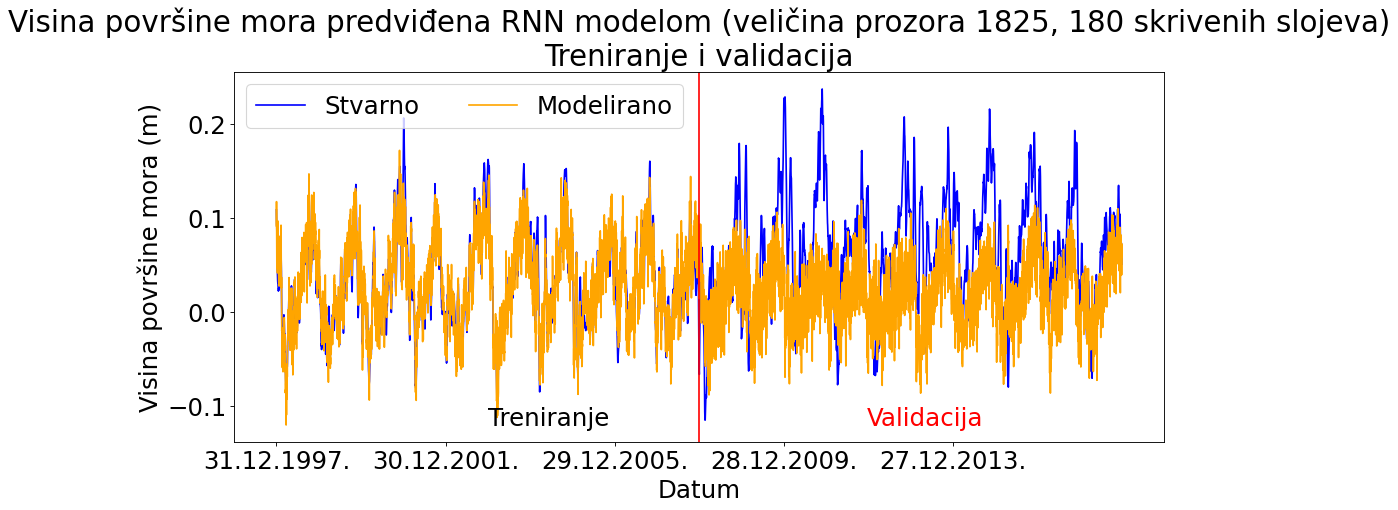 Visina površine mora predviđena RNN modelom (veličina prozora 1825, 180 skrivenih slojeva)
Treniranje i validacija
Stvarno
Modelirano
Visina površine mora (m)
0.2
0.1
0.0
−0.1
Treniranje
Validacija
31.12.1997.
30.12.2001.
29.12.2005.
28.12.2009.
27.12.2013.
Datum